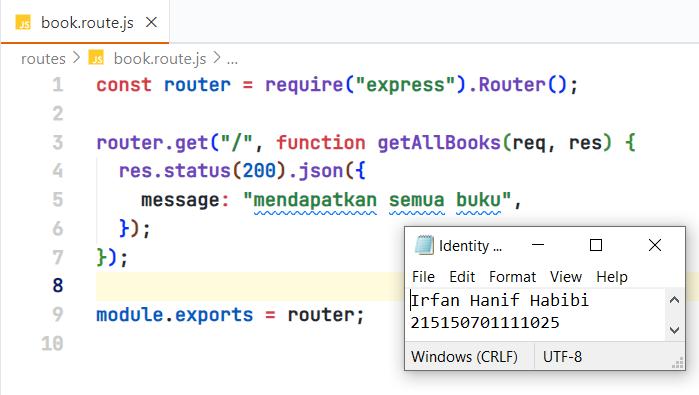 JS book.route.js
routes > JS book.route.js > ...
1 const router = require("express").Router();
2
3 router.get("/", function getAllBooks(req, res) {
4   res.status(200).json({
5     message: "mendapatkan semua buku",
6   });
7 });
8
9 module.exports = router;
10
Identity ...
File Edit Format View Help
Irfan Hanif Habibi
215150701111025
Windows (CRLF) UTF-8